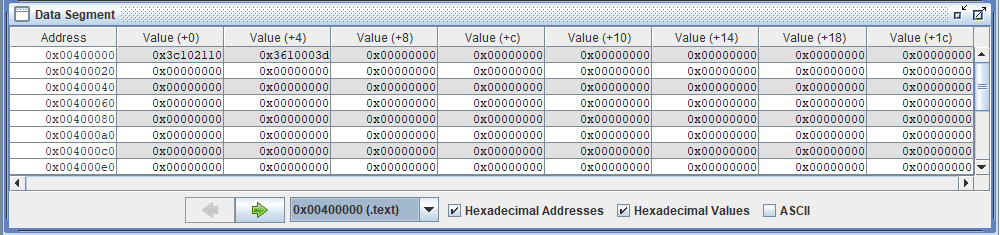 Data Segment
Address Value (+0) Value (+4) Value (+8) Value (+c) Value (+10) Value (+14) Value (+18) Value (+1c)
0x00400000 0x3c102110 0x3610003d 0x00000000 0x00000000 0x00000000 0x00000000 0x00000000 0x00000000
0x00400020 0x00000000 0x00000000 0x00000000 0x00000000 0x00000000 0x00000000 0x00000000 0x00000000
0x00400040 0x00000000 0x00000000 0x00000000 0x00000000 0x00000000 0x00000000 0x00000000 0x00000000
0x00400060 0x00000000 0x00000000 0x00000000 0x00000000 0x00000000 0x00000000 0x00000000 0x00000000
0x00400080 0x00000000 0x00000000 0x00000000 0x00000000 0x00000000 0x00000000 0x00000000 0x00000000
0x004000a0 0x00000000 0x00000000 0x00000000 0x00000000 0x00000000 0x00000000 0x00000000 0x00000000
0x004000c0 0x00000000 0x00000000 0x00000000 0x00000000 0x00000000 0x00000000 0x00000000 0x00000000
0x004000e0 0x00000000 0x00000000 0x00000000 0x00000000 0x00000000 0x00000000 0x00000000 0x00000000
0x00400000 (.text) Hexadecimal Addresses Hexadecimal Values ASCII